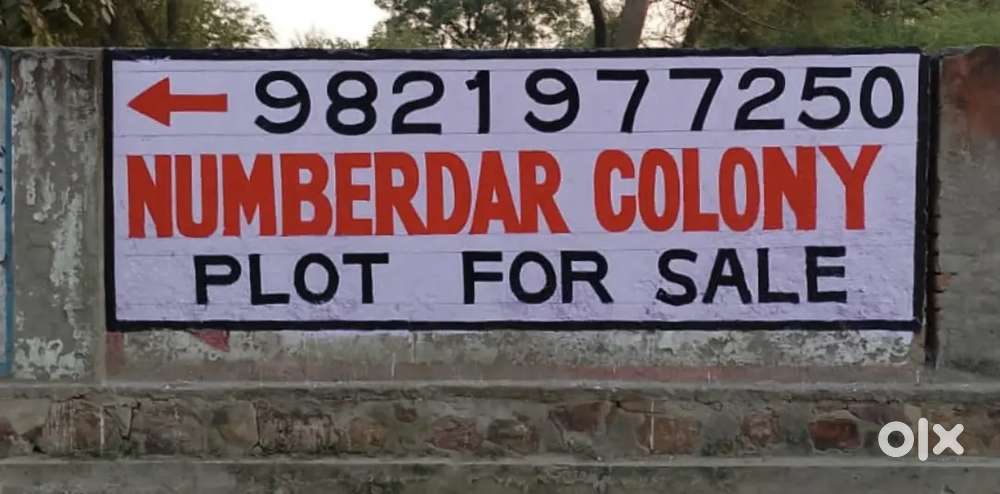 9821977250
NUMBERDAR COLONY
PLOT FOR SALE
olx